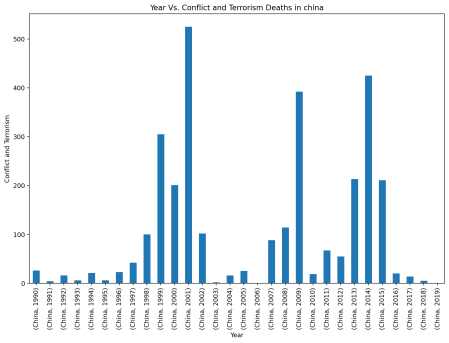 Year Vs. Conflict and Terrorism Deaths in china
Conflict and Terrorism
500
400
300
200
100
0
(China, 1990)
(China, 1991)
(China, 1992)
(China, 1993)
(China, 1994)
(China, 1995)
(China, 1996)
(China, 1997)
(China, 1998)
(China, 1999)
(China, 2000)
(China, 2001)
(China, 2002)
(China, 2003)
(China, 2004)
(China, 2005)
(China, 2006)
(China, 2007)
(China, 2008)
(China, 2009)
(China, 2010)
(China, 2011)
(China, 2012)
(China, 2013)
(China, 2014)
(China, 2015)
(China, 2016)
(China, 2017)
(China, 2018)
(China, 2019)
Year